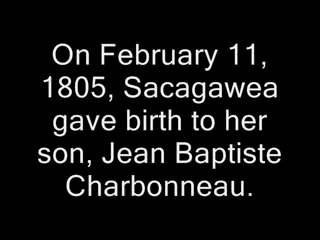 On February 11,
1805, Sacagawea
gave birth to her
son, Jean Baptiste
Charbonneau.